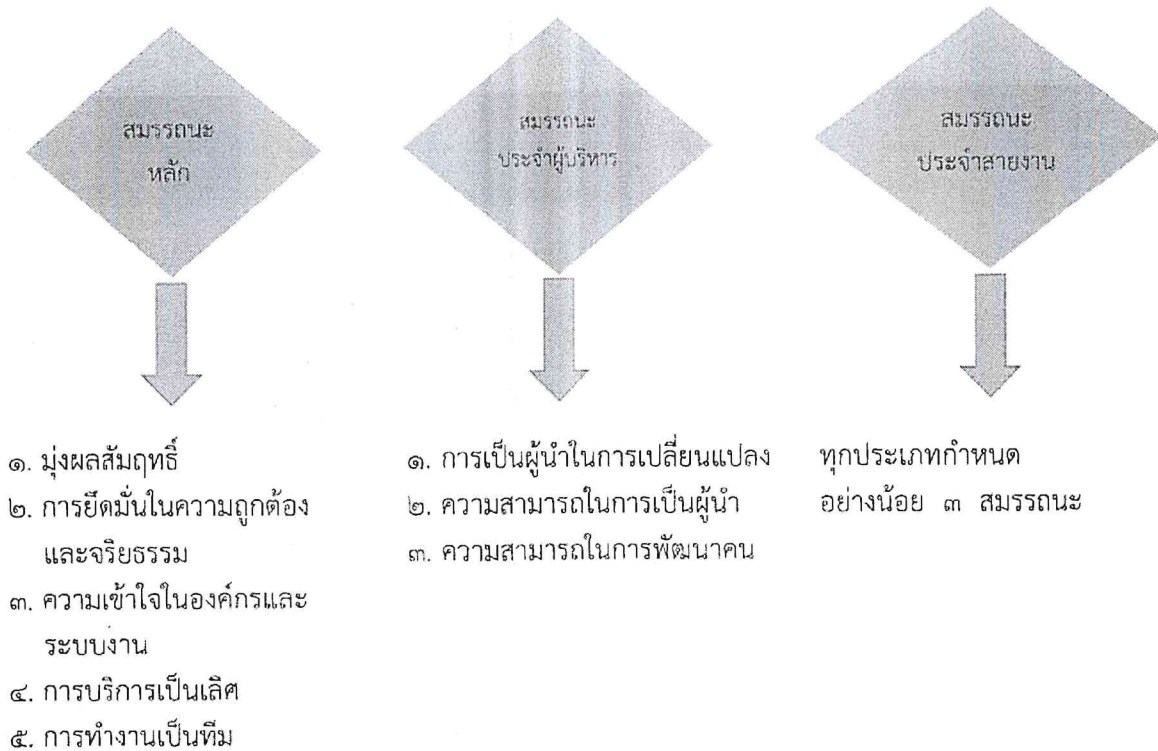 สมรรถนะ
หลัก
๑. มุ่งผลสัมฤทธิ์
๒. การยึดมั่นในความถูกต้อง
และจริยธรรม
๓. ความเข้าใจในองค์กรและ
ระบบงาน
๔. การบริการเป็นเลิศ
๕. การทำงานเป็นทีม
สมรรถนะ
ประจำผู้บริหาร
๑. การเป็นผู้นำในการเปลี่ยนแปลง
๒. ความสามารถในการเป็นผู้นำ
๓. ความสามารถในการพัฒนาคน
สมรรถนะ
ประจำสายงาน
ทุกประเภทกำหนด
อย่างน้อย ๓ สมรรถนะ